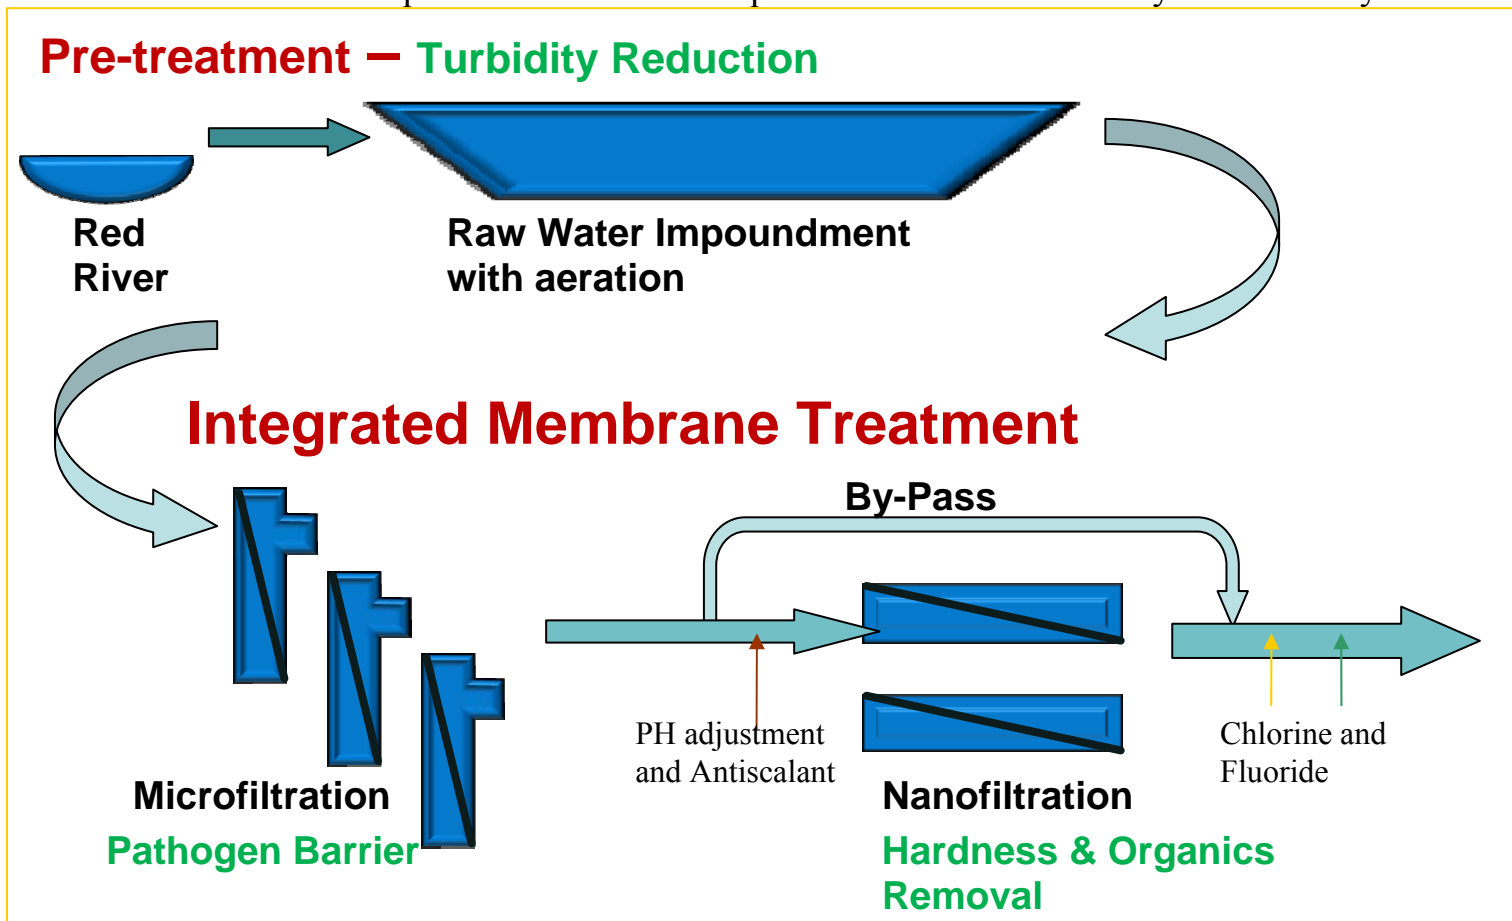 Pre-treatment – Turbidity Reduction
Red
River
Raw Water Impoundment
with aeration
Integrated Membrane Treatment
By-Pass
PH adjustment
and Antiscalant
Chlorine and
Fluoride
Microfiltration
Pathogen Barrier
Nanofiltration
Hardness & Organics
Removal